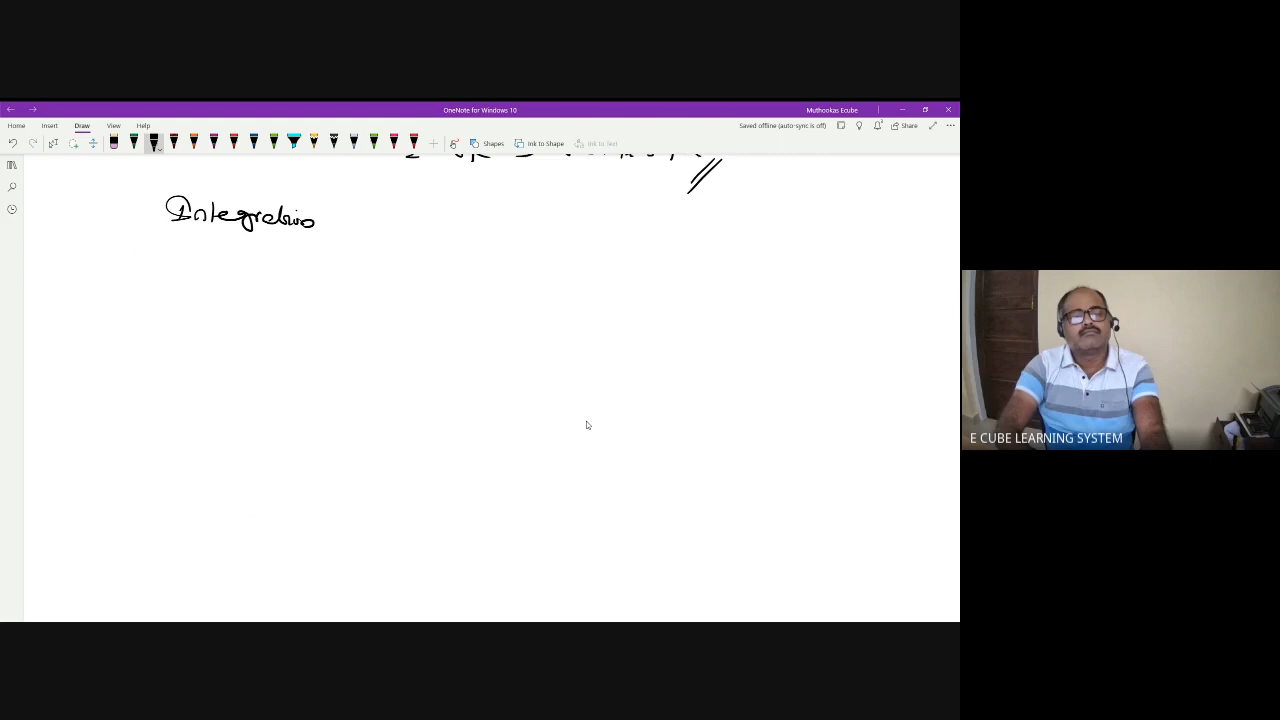 OneNote for Windows 10
Muthookas Ecube
Home Insert Draw View Help
Saved offline (auto-sync is off) Share
Shapes Ink to Shape Ink to Text
Integration
E CUBE LEARNING SYSTEM